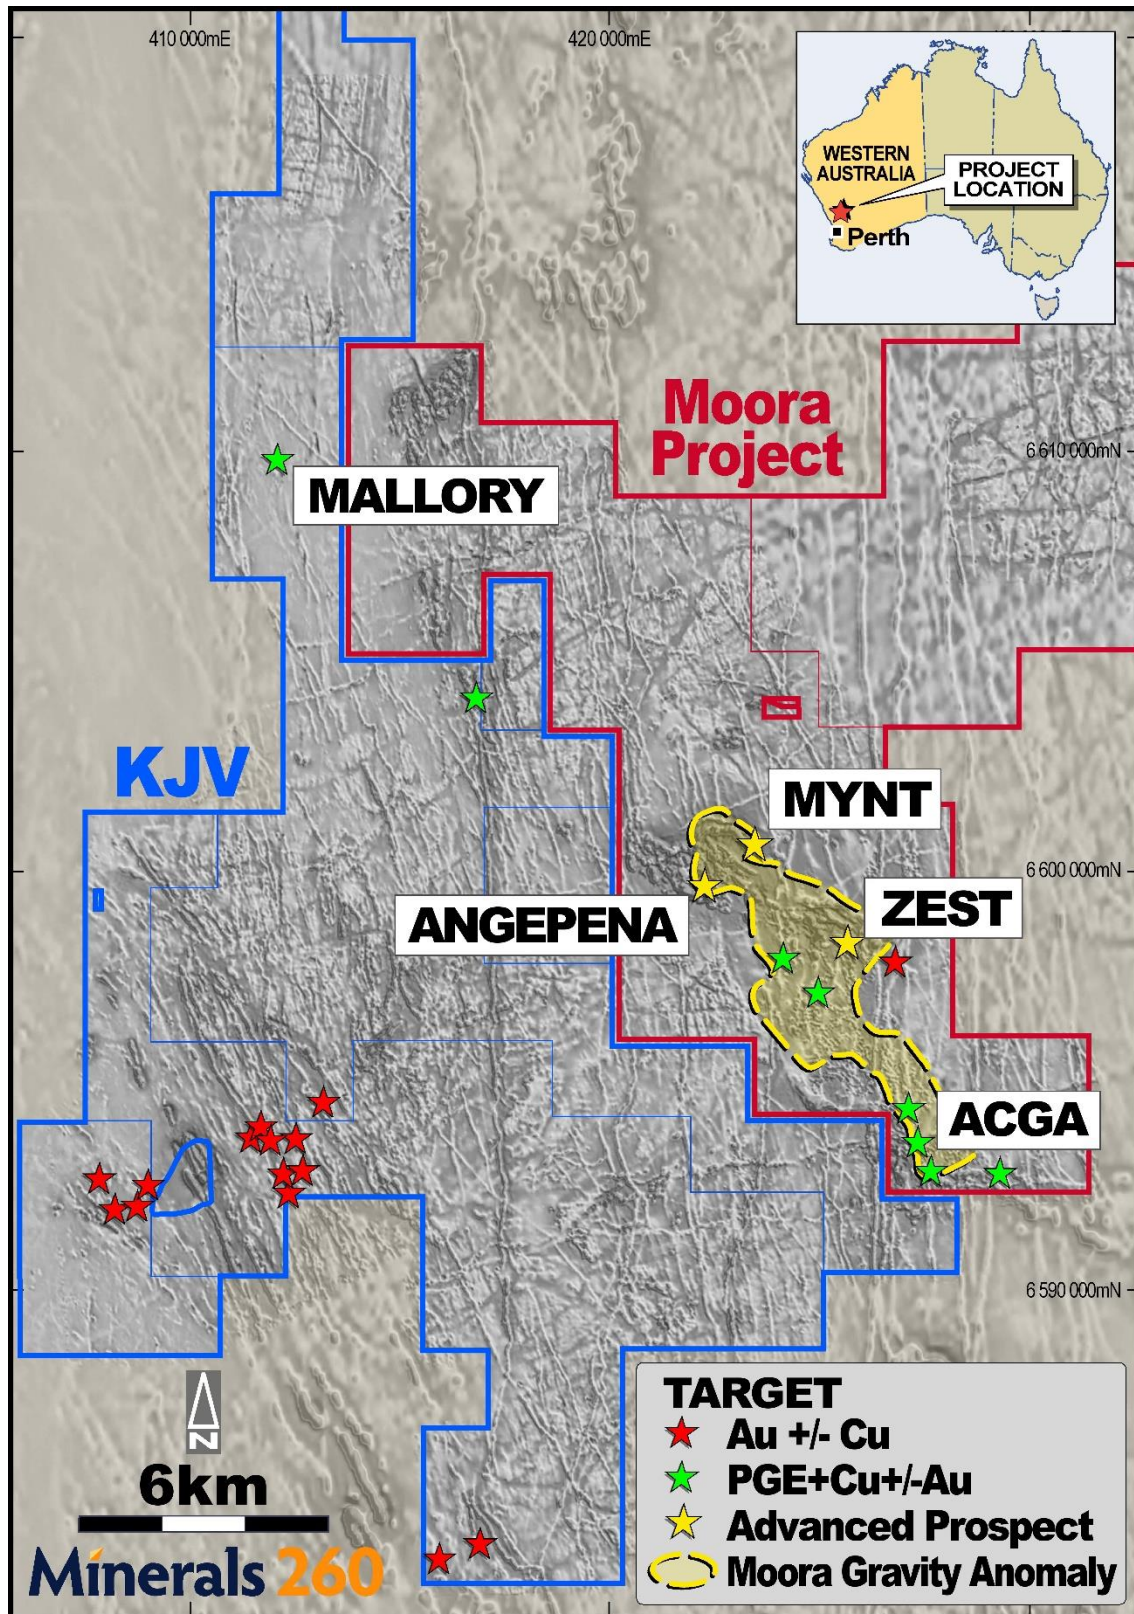 410 000mE
420 000mE
WESTERN
AUSTRALIA
PROJECT
LOCATION
Perth
Moora
Project
6 610 000mN
MALLORY
KJV
MYNT
6 600 000mN
ZEST
ANGEPENA
ACGA
6 590 000mN
N
6km
Minerals 260
TARGET
Au +/- Cu
PGE+Cu+/-Au
Advanced Prospect
Moora Gravity Anomaly